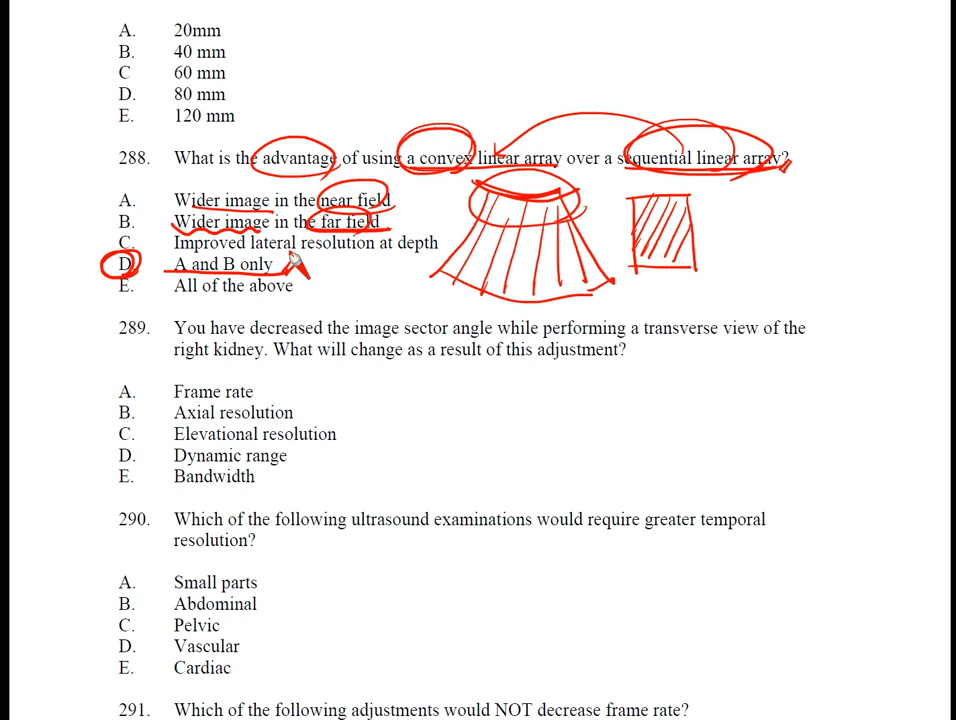 A. 20mm
B. 40 mm
C 60 mm
D. 80 mm
E. 120 mm
288. What is the advantage of using a convex linear array over a sequential linear array?
A. Wider image in the near field
B. Wider image in the far field
C. Improved lateral resolution at depth
D. A and B only
E. All of the above
289. You have decreased the image sector angle while performing a transverse view of the
right kidney. What will change as a result of this adjustment?
A. Frame rate
B. Axial resolution
C. Elevational resolution
D. Dynamic range
E. Bandwidth
290. Which of the following ultrasound examinations would require greater temporal
resolution?
A. Small parts
B. Abdominal
C. Pelvic
D. Vascular
E. Cardiac
291. Which of the following adjustments would NOT decrease frame rate?